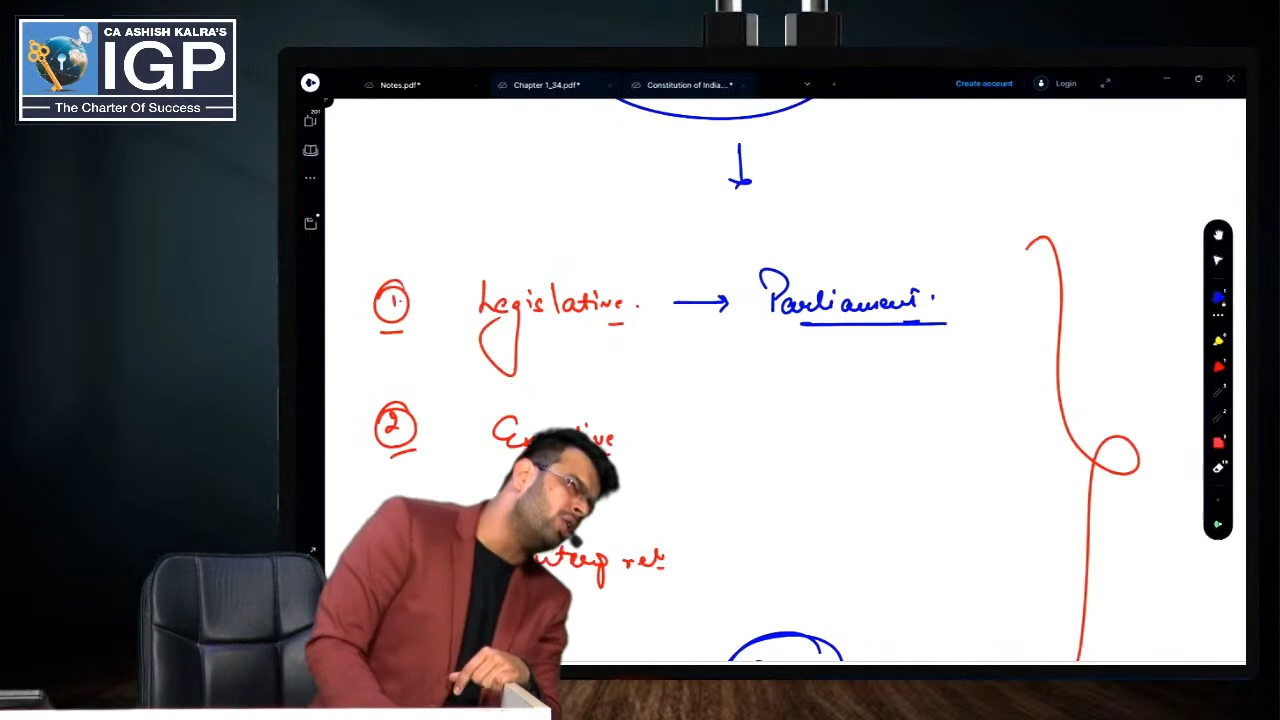 CA ASHISH KALRA'S
IGP
The Charter Of Success
Notes.pdf*
Chapter 1_34.pdf*
Constitution of India....*
Create account
Login
201
1. Legislative. → Parliament.
2